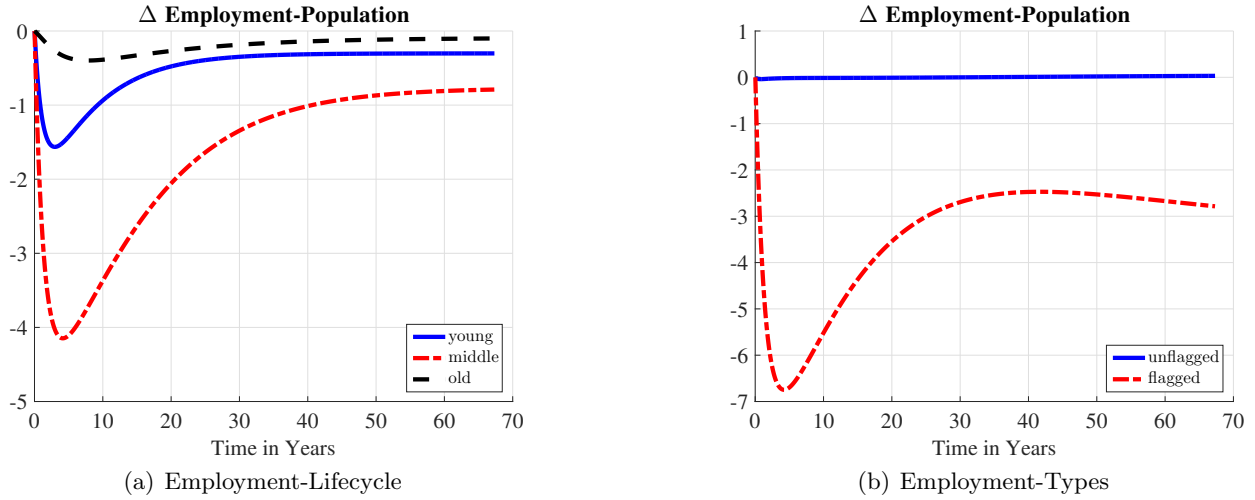 Δ Employment-Population
0
-1
-2
-3
-4
-5
0 10 20 30 40 50 60 70
Time in Years
young
middle
old
(a) Employment-Lifecycle
Δ Employment-Population
1
0
-1
-2
-3
-4
-5
-6
-7
0 10 20 30 40 50 60 70
Time in Years
unflagged
flagged
(b) Employment-Types